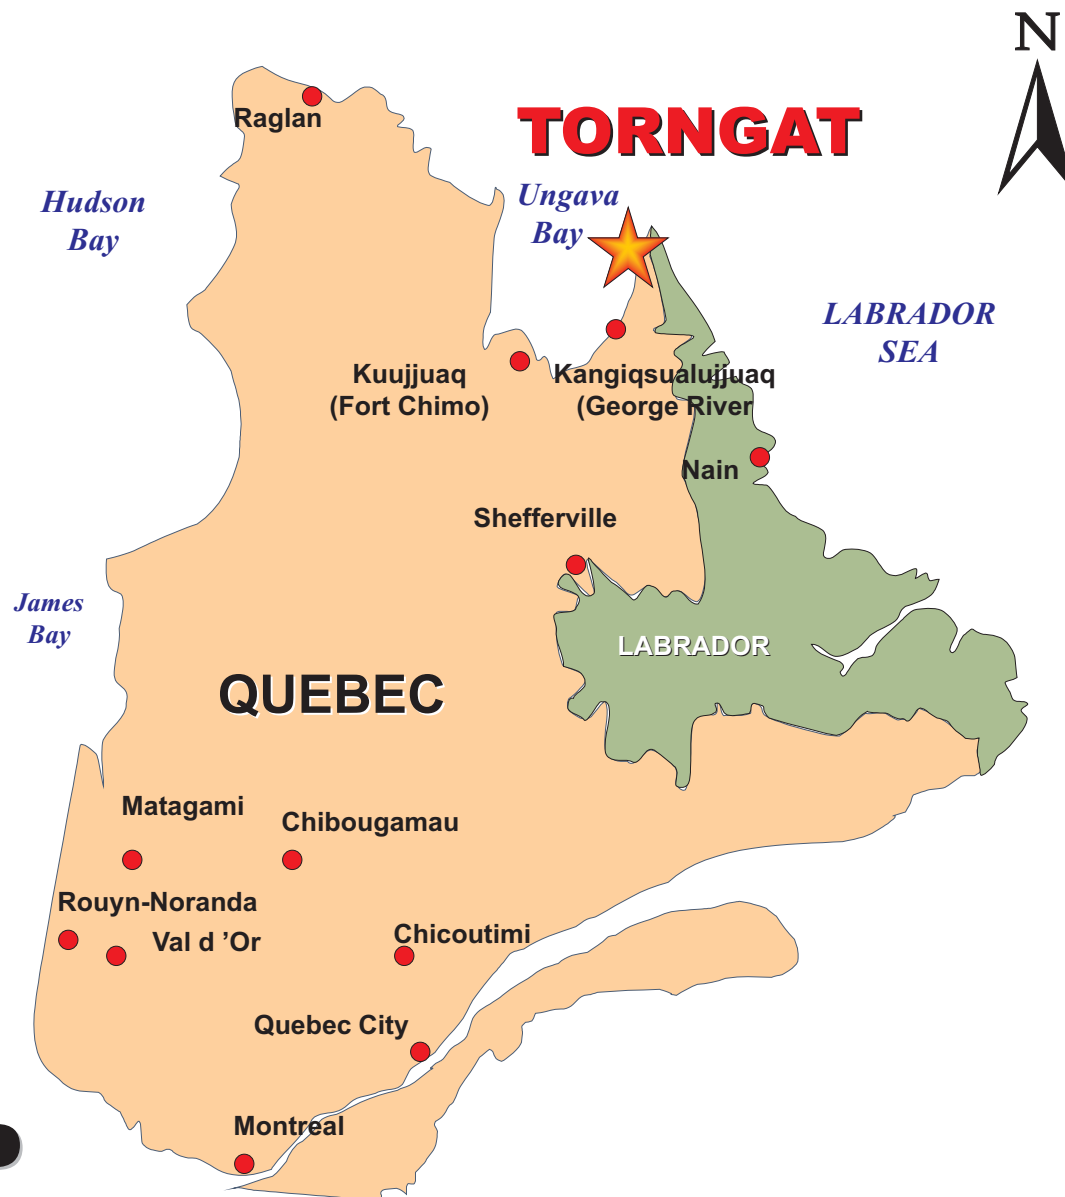 N
TORNGAT
Raglan
Hudson
Bay
Ungava
Bay
LABRADOR
SEA
Kuujjuaq
(Fort Chimo)
Kangiqsualujjuaq
(George River
Nain
Shefferville
James
Bay
LABRADOR
QUEBEC
Matagami
Chibougamau
Rouyn-Noranda
Val d ’Or
Chicoutimi
Quebec City
Montreal